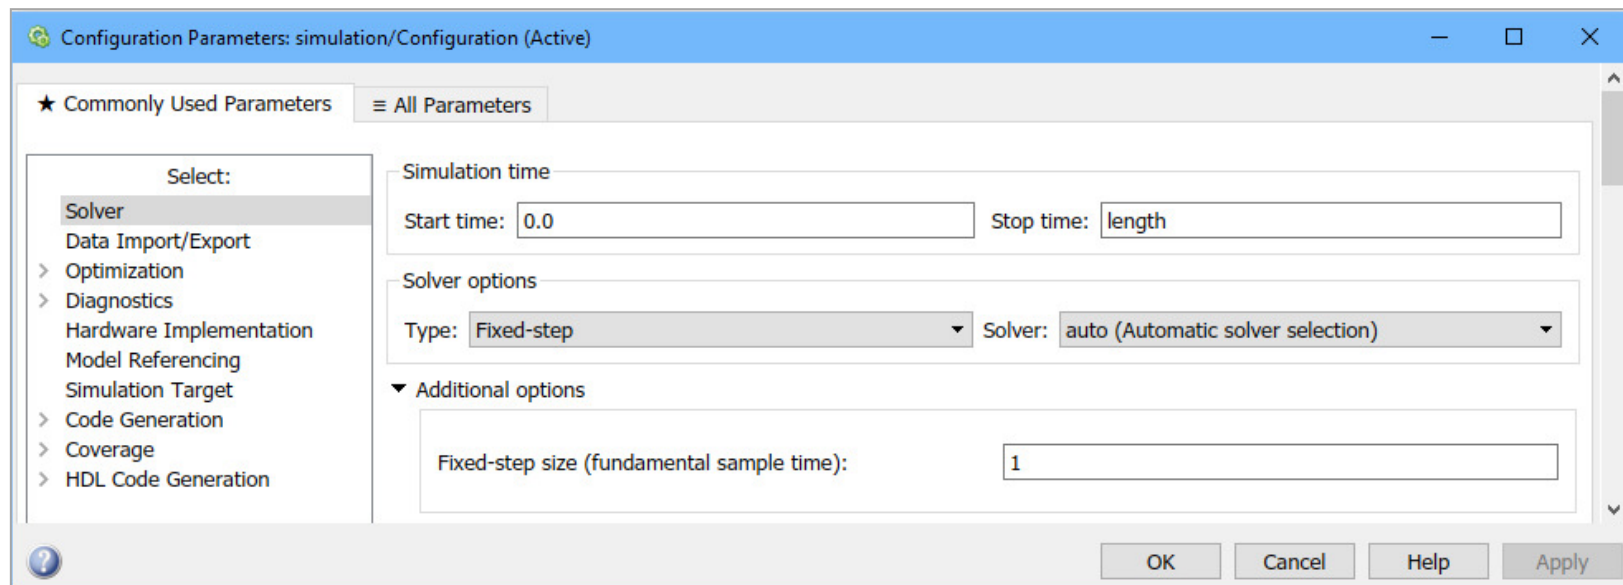 Configuration Parameters: simulation/Configuration (Active)
★ Commonly Used Parameters
≡ All Parameters
Select:
Solver
Data Import/Export
Optimization
Diagnostics
Hardware Implementation
Model Referencing
Simulation Target
Code Generation
Coverage
HDL Code Generation
Simulation time
Start time: 0.0 Stop time: length
Solver options
Type: Fixed-step Solver: auto (Automatic solver selection)
Additional options
Fixed-step size (fundamental sample time): 1
? OK Cancel Help Apply